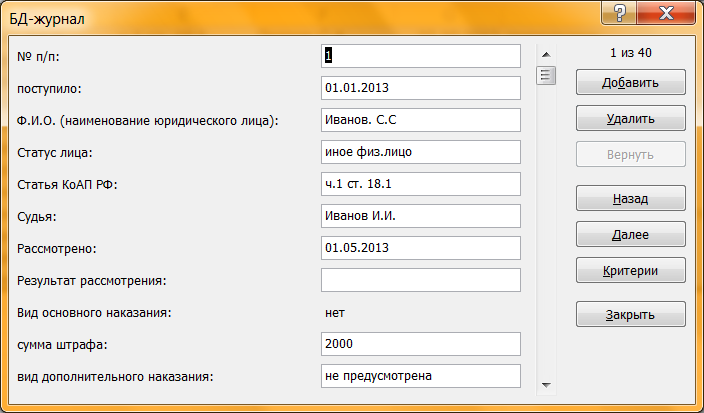 БД-журнал
1 из 40
№ п/п: 1
поступило: 01.01.2013
Ф.И.О. (наименование юридического лица): Иванов. С.С
Статус лица: иное физ.лицо
Статья КоАП РФ: ч.1 ст. 18.1
Судья: Иванов И.И.
Рассмотрено: 01.05.2013
Результат рассмотрения:
Вид основного наказания: нет
сумма штрафа: 2000
вид дополнительного наказания: не предусмотрена
Добавить
Удалить
Вернуть
Назад
Далее
Критерии
Закрыть